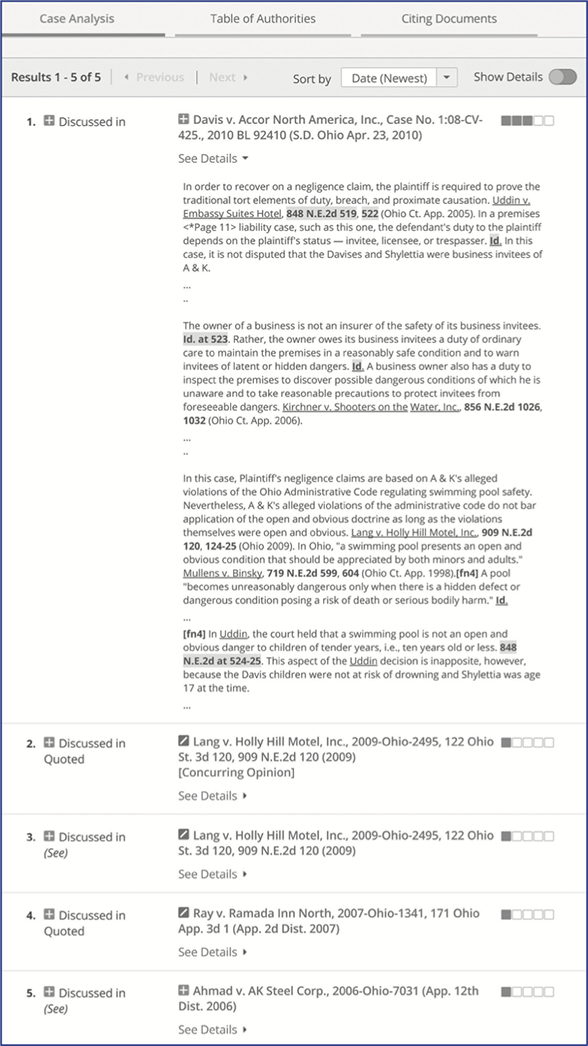 Case Analysis
Table of Authorities
Citing Documents
Results 1 - 5 of 5
Previous
Next
Sort by
Date (Newest)
Show Details
1.
Discussed in
Davis v. Accor North America, Inc., Case No. 1:08-CV-
425., 2010 BL 92410 (S.D. Ohio Apr. 23, 2010)
See Details
In order to recover on a negligence claim, the plaintiff is required to prove the
traditional tort elements of duty, breach, and proximate causation. Uddin v.
Embassy Suites Hotel, 848 N.E.2d 519, 522 (Ohio Ct. App. 2005). In a premises
<*Page 11> liability case, such as this one, the defendant's duty to the plaintiff
depends on the plaintiff's status — invitee, licensee, or trespasser. Id. In this
case, it is not disputed that the Davises and Shylettia were business invitees of
A & K.
...
..
The owner of a business is not an insurer of the safety of its business invitees.
Id. at 523. Rather, the owner owes its business invitees a duty of ordinary
care to maintain the premises in a reasonably safe condition and to warn
invitees of latent or hidden dangers. Id. A business owner also has a duty to
inspect the premises to discover possible dangerous conditions of which he is
unaware and to take reasonable precautions to protect invitees from
foreseeable dangers. Kirchner v. Shooters on the Water, Inc., 856 N.E.2d 1026,
1032 (Ohio Ct. App. 2006).
...
..
In this case, Plaintiff's negligence claims are based on A & K's alleged
violations of the Ohio Administrative Code regulating swimming pool safety.
Nevertheless, A & K's alleged violations of the administrative code do not bar
application of the open and obvious doctrine as long as the violations
themselves were open and obvious. Lang v. Holly Hill Motel, Inc., 909 N.E.2d
120, 124-25 (Ohio 2009). In Ohio, "a swimming pool presents an open and
obvious condition that should be appreciated by both minors and adults."
Mullens v. Binsky, 719 N.E.2d 599, 604 (Ohio Ct. App. 1998).[fn4] A pool
"becomes unreasonably dangerous only when there is a hidden defect or
dangerous condition posing a risk of death or serious bodily harm." Id.
...
[fn4] In Uddin, the court held that a swimming pool is not an open and
obvious danger to children of tender years, i.e., ten years old or less. 848
N.E.2d at 524-25. This aspect of the Uddin decision is inapposite, however,
because the Davis children were not at risk of drowning and Shylettia was age
17 at the time.
...
2.
Discussed in
Quoted
Lang v. Holly Hill Motel, Inc., 2009-Ohio-2495, 122 Ohio
St. 3d 120, 909 N.E.2d 120 (2009)
[Concurring Opinion]
See Details
3.
Discussed in
(See)
Lang v. Holly Hill Motel, Inc., 2009-Ohio-2495, 122 Ohio
St. 3d 120, 909 N.E.2d 120 (2009)
See Details
4.
Discussed in
Quoted
Ray v. Ramada Inn North, 2007-Ohio-1341, 171 Ohio
App. 3d 1 (App. 2d Dist. 2007)
See Details
5.
Discussed in
(See)
Ahmad v. AK Steel Corp., 2006-Ohio-7031 (App. 12th
Dist. 2006)
See Details